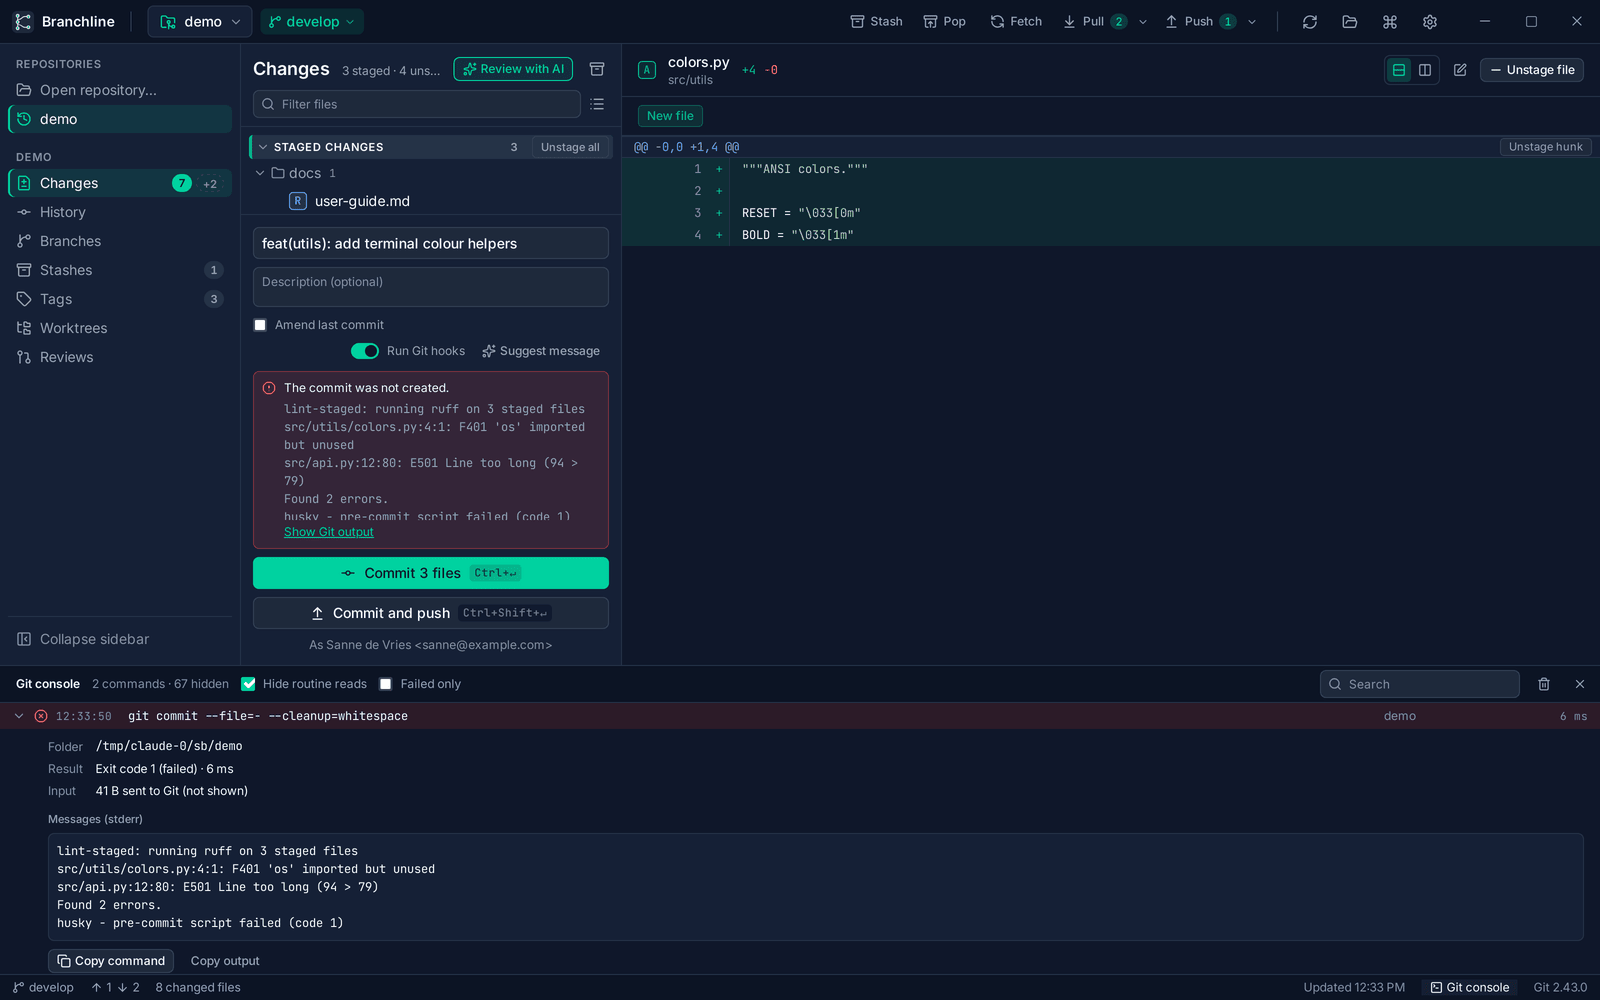 Branchline
demo
develop
Stash
Pop
Fetch
Pull 2
Push 1
REPOSITORIES
Open repository...
demo
DEMO
Changes 7 +2
History
Branches
Stashes 1
Tags 3
Worktrees
Reviews
Collapse sidebar
Changes 3 staged · 4 uns... Review with AI
Filter files
STAGED CHANGES 3 Unstage all
docs 1
R user-guide.md
feat(utils): add terminal colour helpers
Description (optional)
Amend last commit
Run Git hooks Suggest message
The commit was not created.
lint-staged: running ruff on 3 staged files
src/utils/colors.py:4:1: F401 'os' imported
but unused
src/api.py:12:80: E501 Line too long (94 >
79)
Found 2 errors.
husky - pre-commit script failed (code 1)
Show Git output
Commit 3 files Ctrl+↵
Commit and push Ctrl+Shift+↵
As Sanne de Vries <sanne@example.com>
A colors.py +4 -0
src/utils
Unstage file
New file
@@ -0,0 +1,4 @@ Unstage hunk
1 + """ANSI colors."""
2 +
3 + RESET = "\033[0m"
4 + BOLD = "\033[1m"
Git console 2 commands · 67 hidden Hide routine reads Failed only Search
12:33:50 git commit --file=- --cleanup=whitespace demo 6 ms
Folder /tmp/claude-0/sb/demo
Result Exit code 1 (failed) · 6 ms
Input 41 B sent to Git (not shown)
Messages (stderr)
lint-staged: running ruff on 3 staged files
src/utils/colors.py:4:1: F401 'os' imported but unused
src/api.py:12:80: E501 Line too long (94 > 79)
Found 2 errors.
husky - pre-commit script failed (code 1)
Copy command Copy output
develop ↑ 1 ↓ 2 8 changed files Updated 12:33 PM Git console Git 2.43.0